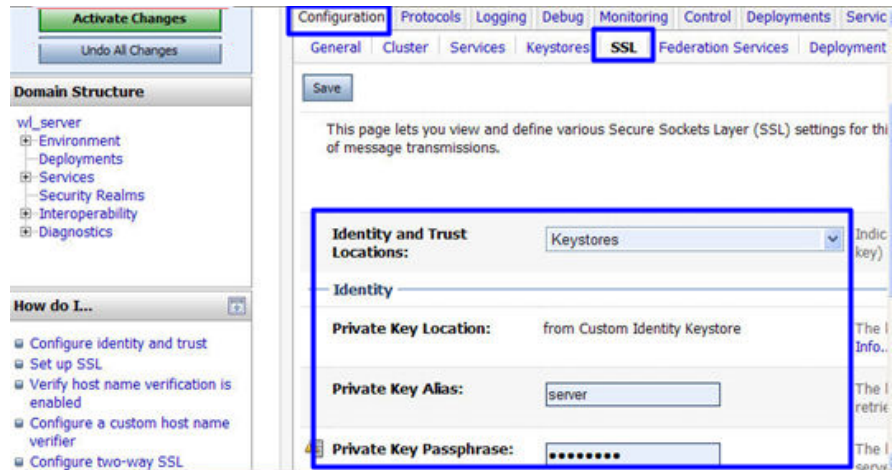 Activate Changes
Undo All Changes
Domain Structure
wl_server
Environment
Deployments
Services
Security Realms
Interoperability
Diagnostics
How do I...
Configure identity and trust
Set up SSL
Verify host name verification is
enabled
Configure a custom host name
verifier
Configure two-way SSL
Configuration Protocols Logging Debug Monitoring Control Deployments Servic
General Cluster Services Keystores SSL Federation Services Deployment
Save
This page lets you view and define various Secure Sockets Layer (SSL) settings for thi
of message transmissions.
Identity and Trust
Locations:
Keystores
Indic
key)
Identity
Private Key Location:
from Custom Identity Keystore
The l
Info..
Private Key Alias:
server
The l
retrie
Private Key Passphrase:
••••••••
The l